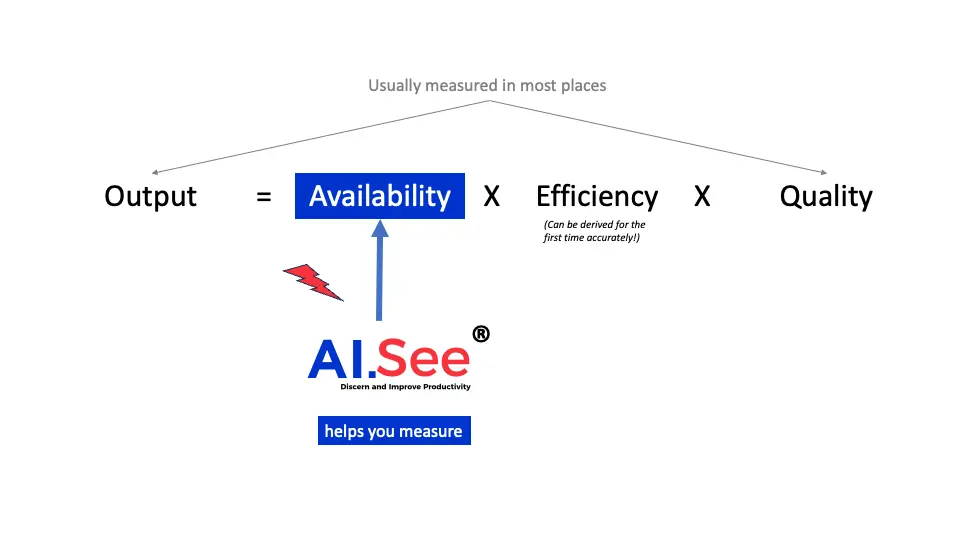 Usually measured in most places
Output = Availability X Efficiency X Quality
(Can be derived for the
first time accurately!)
AI.See®
Discern and Improve Productivity
helps you measure